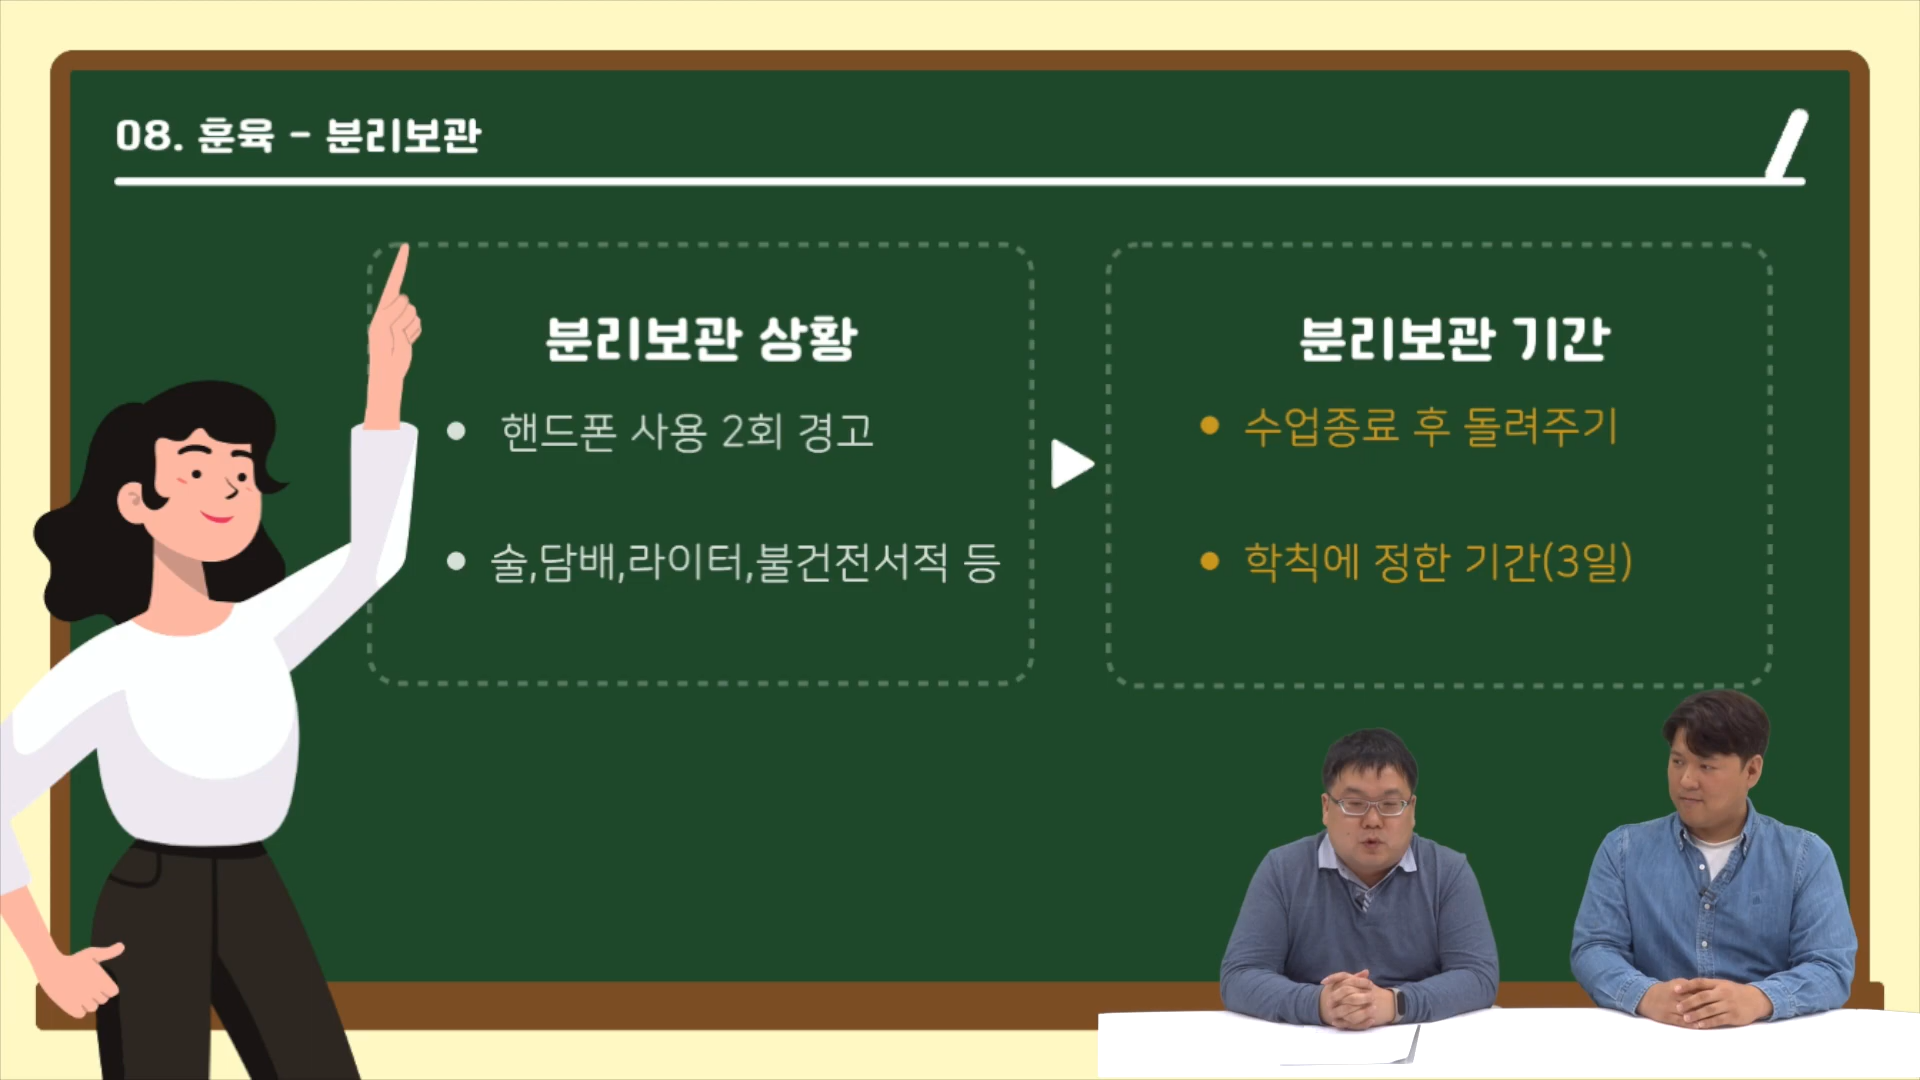 08. 훈육 - 분리보관
분리보관 상황
핸드폰 사용 2회 경고
술,담배,라이터,불건전서적 등
분리보관 기간
수업종료 후 돌려주기
학칙에 정한 기간(3일)